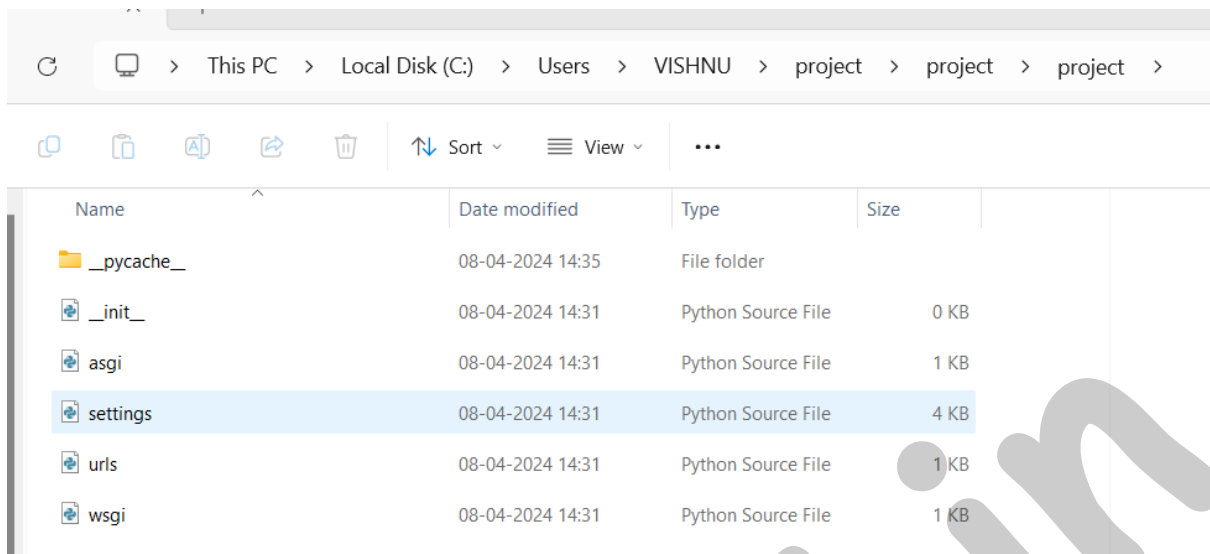 This PC > Local Disk (C:) > Users > VISHNU > project > project > project >
Sort View ...
Name Date modified Type Size
__pycache__ 08-04-2024 14:35 File folder
__init__ 08-04-2024 14:31 Python Source File 0 KB
asgi 08-04-2024 14:31 Python Source File 1 KB
settings 08-04-2024 14:31 Python Source File 4 KB
urls 08-04-2024 14:31 Python Source File 1 KB
wsgi 08-04-2024 14:31 Python Source File 1 KB
in